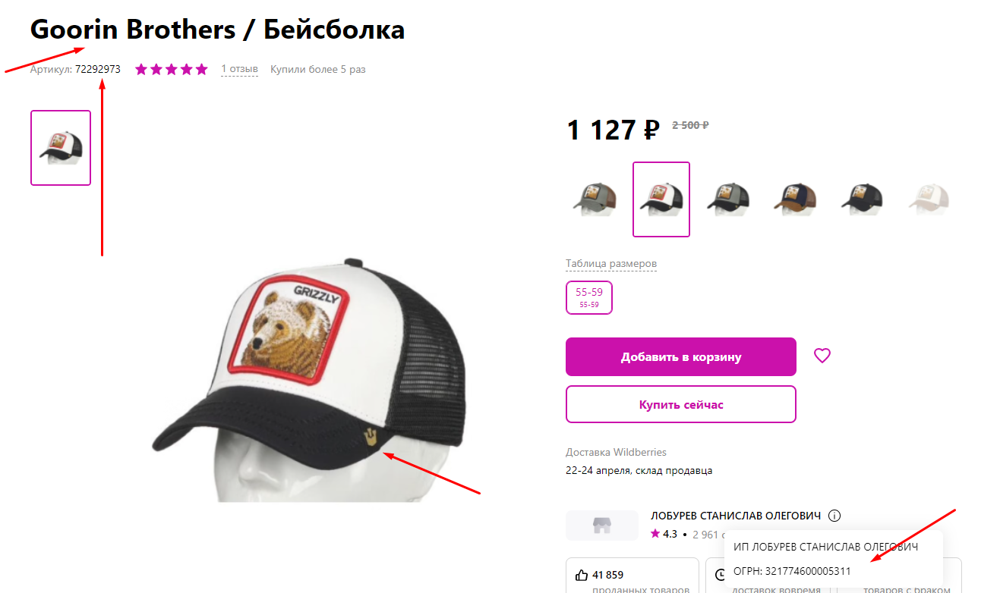 Goorin Brothers / Бейсболка
Артикул: 72292973
1 отзыв
Купили более 5 раз
1 127 ₽
2 500 ₽
Таблица размеров
55-59
55-59
Добавить в корзину
Купить сейчас
Доставка Wildberries
22-24 апреля, склад продавца
GRIZZLY
ЛОБУРЕВ СТАНИСЛАВ ОЛЕГОВИЧ
4.3 • 2 961
ИП ЛОБУРЕВ СТАНИСЛАВ ОЛЕГОВИЧ
ОГРН: 321774600005311
41 859
проданных товаров
доставок вовремя
товаров с браком